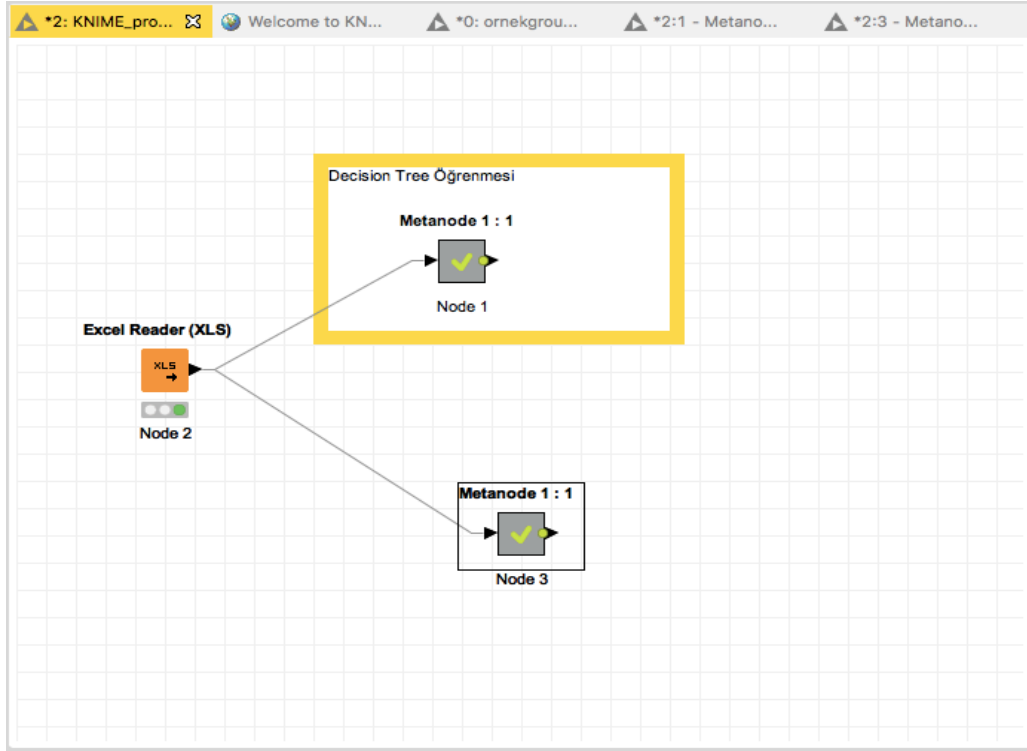 *2: KNIME_pro...
Welcome to KN...
*0: ornekgrou...
*2:1 - Metano...
*2:3 - Metano...
Decision Tree Öğrenmesi
Metanode 1 : 1
Node 1
Excel Reader (XLS)
XLS
Node 2
Metanode 1 : 1
Node 3